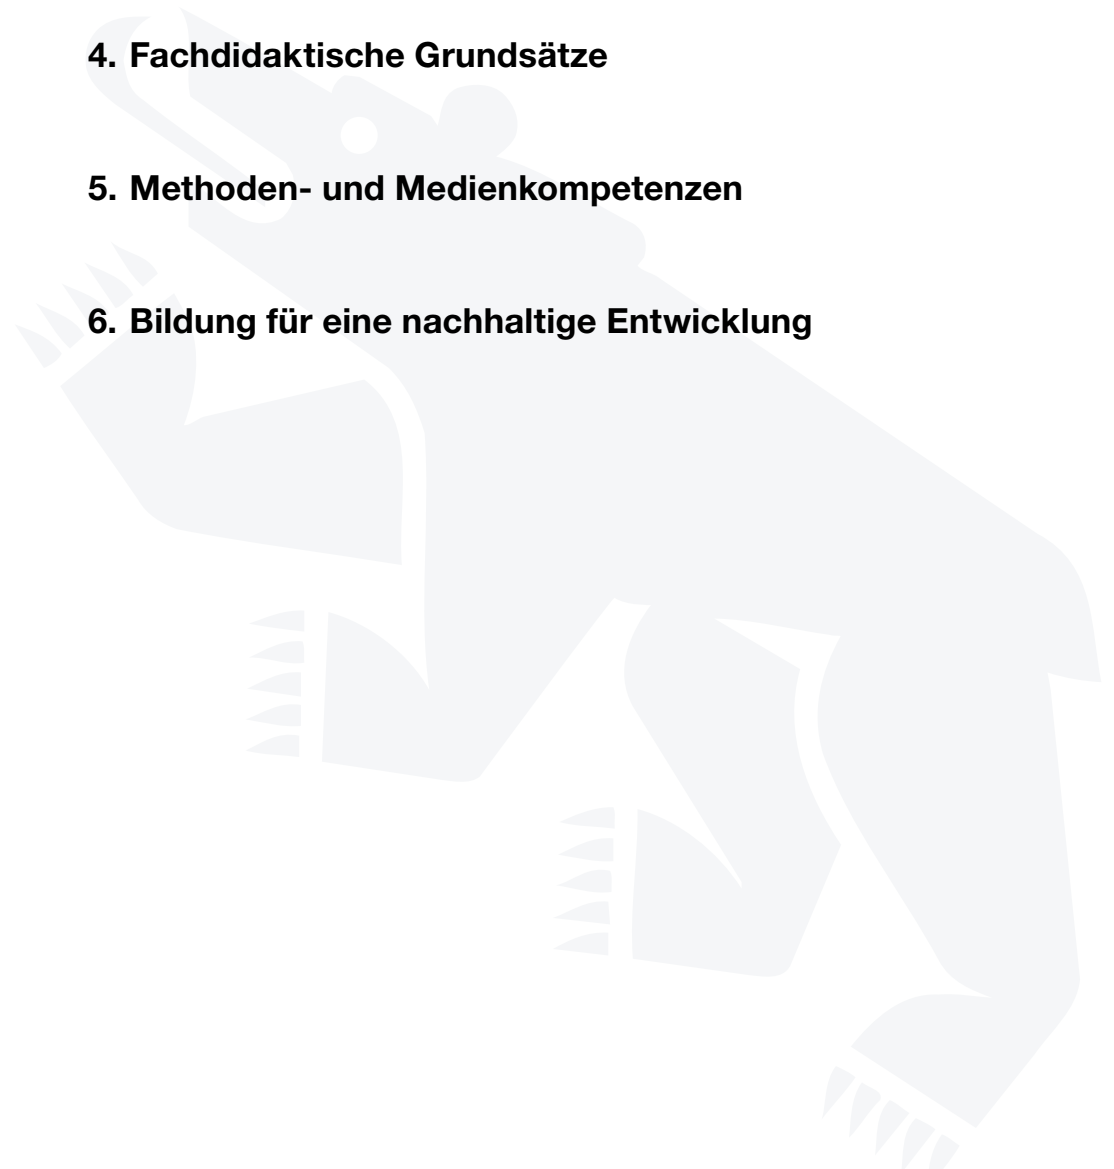 4. Fachdidaktische Grundsätze
5. Methoden- und Medienkompetenzen
6. Bildung für eine nachhaltige Entwicklung